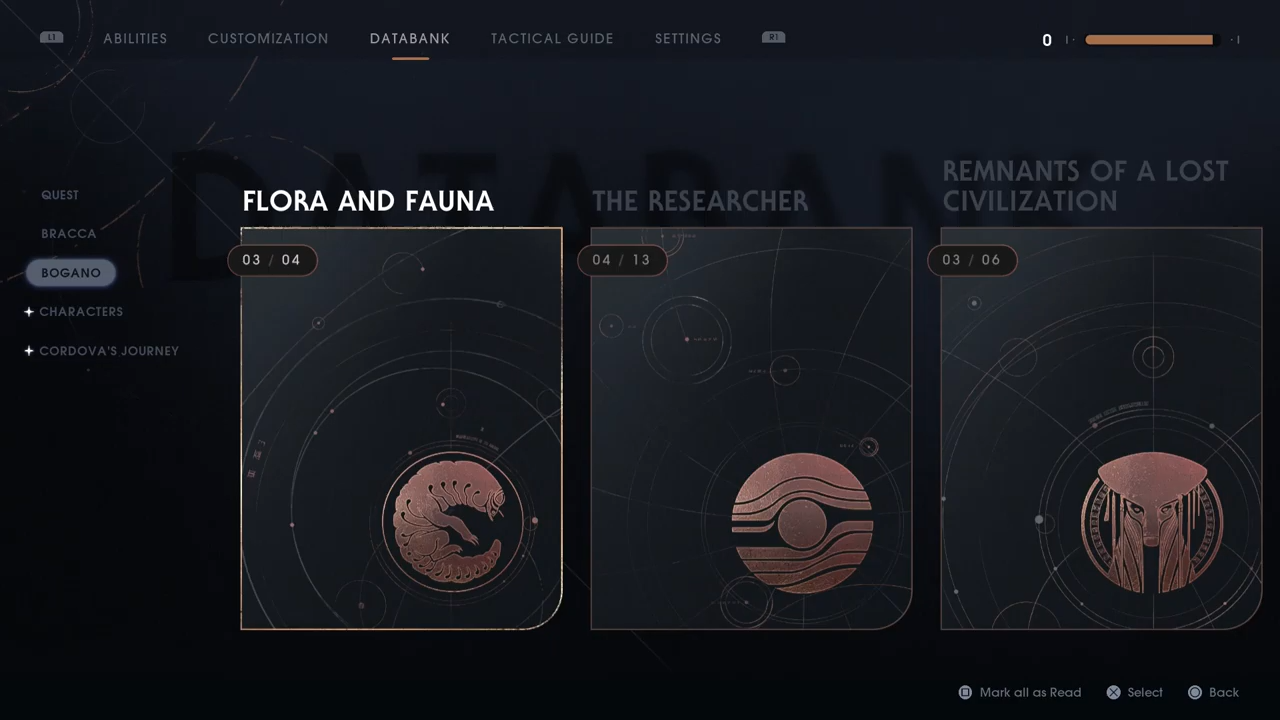 L1 ABILITIES CUSTOMIZATION DATABANK TACTICAL GUIDE SETTINGS R1 0
DATABANK
QUEST
BRACCA
BOGANO
CHARACTERS
CORDOVA'S JOURNEY
FLORA AND FAUNA
03 / 04
THE RESEARCHER
04 / 13
REMNANTS OF A LOST
CIVILIZATION
03 / 06
Mark all as Read Select Back